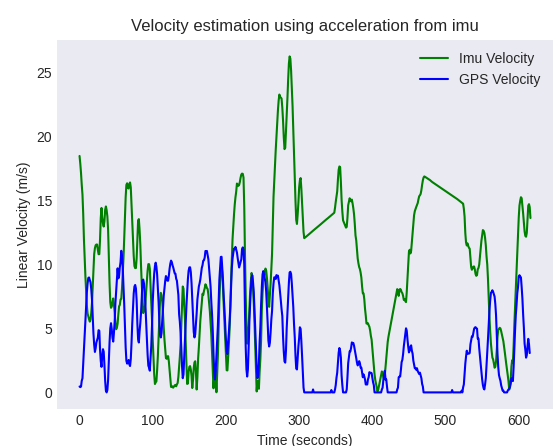 Velocity estimation using acceleration from imu
Imu Velocity
GPS Velocity
Linear Velocity (m/s)
25
20
15
10
5
0
0 100 200 300 400 500 600
Time (seconds)